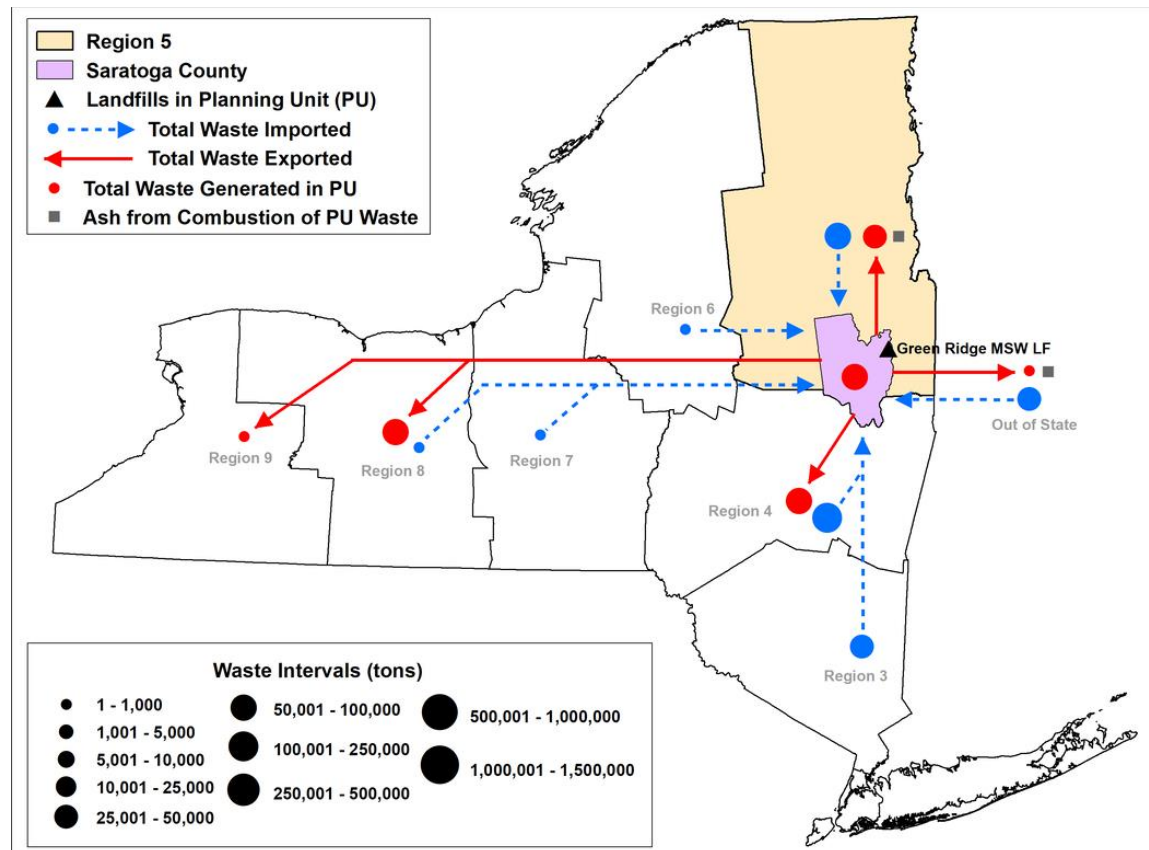 Region 5
Saratoga County
Landfills in Planning Unit (PU)
Total Waste Imported
Total Waste Exported
Total Waste Generated in PU
Ash from Combustion of PU Waste
Region 6
Green Ridge MSW LF
Out of State
Region 9
Region 8
Region 7
Region 4
Region 3
Waste Intervals (tons)
1 - 1,000
1,001 - 5,000
5,001 - 10,000
10,001 - 25,000
25,001 - 50,000
50,001 - 100,000
100,001 - 250,000
250,001 - 500,000
500,001 - 1,000,000
1,000,001 - 1,500,000